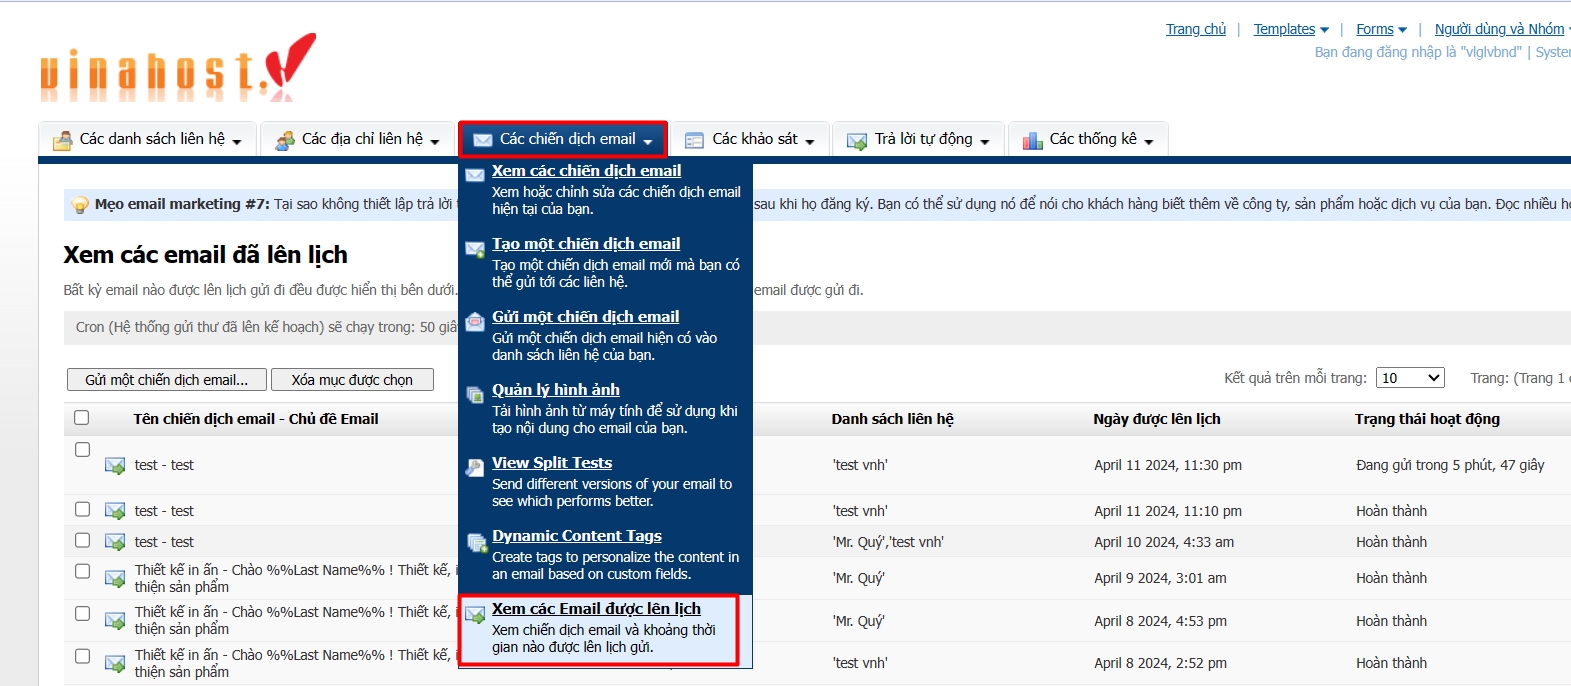 Trang chủ | Templates | Forms | Người dùng và Nhóm
Bạn đang đăng nhập là "vlglvbnd" | System
vinahost.v
Các danh sách liên hệ
Các địa chỉ liên hệ
Các chiến dịch email
Các khảo sát
Trả lời tự động
Các thống kê
Xem các chiến dịch email
Xem hoặc chỉnh sửa các chiến dịch email
hiện tại của bạn.
Tạo một chiến dịch email
Tạo một chiến dịch email mới mà bạn có
thể gửi tới các liên hệ.
Gửi một chiến dịch email
Gửi một chiến dịch email hiện có vào
danh sách liên hệ của bạn.
Quản lý hình ảnh
Tải hình ảnh từ máy tính để sử dụng khi
tạo nội dung cho email của bạn.
View Split Tests
Send different versions of your email to
see which performs better.
Dynamic Content Tags
Create tags to personalize the content in
an email based on custom fields.
Xem các Email được lên lịch
Xem chiến dịch email và khoảng thời
gian nào được lên lịch gửi.
Mẹo email marketing #7: Tại sao không thiết lập trả lời
sau khi họ đăng ký. Bạn có thể sử dụng nó để nói cho khách hàng biết thêm về công ty, sản phẩm hoặc dịch vụ của bạn. Đọc nhiều
Xem các email đã lên lịch
Bất kỳ email nào được lên lịch gửi đi đều được hiển thị bên dưới.
email được gửi đi.
Cron (Hệ thống gửi thư đã lên kế hoạch) sẽ chạy trong: 50 giây
Gửi một chiến dịch email...
Xóa mục được chọn
Kết quả trên mỗi trang: 10
Trang: (Trang 1
Tên chiến dịch email - Chủ đề Email
Danh sách liên hệ
Ngày được lên lịch
Trạng thái hoạt động
test - test
'test vnh'
April 11 2024, 11:30 pm
Đang gửi trong 5 phút, 47 giây
test - test
'test vnh'
April 11 2024, 11:10 pm
Hoàn thành
test - test
'Mr. Quý','test vnh'
April 10 2024, 4:33 am
Hoàn thành
Thiết kế in ấn - Chào %%Last Name%% ! Thiết kế,
thiện sản phẩm
'Mr. Quý'
April 9 2024, 3:01 am
Hoàn thành
Thiết kế in ấn - Chào %%Last Name%% ! Thiết kế,
thiện sản phẩm
'Mr. Quý'
April 8 2024, 4:53 pm
Hoàn thành
Thiết kế in ấn - Chào %%Last Name%% ! Thiết kế,
thiện sản phẩm
'test vnh'
April 8 2024, 2:52 pm
Hoàn thành